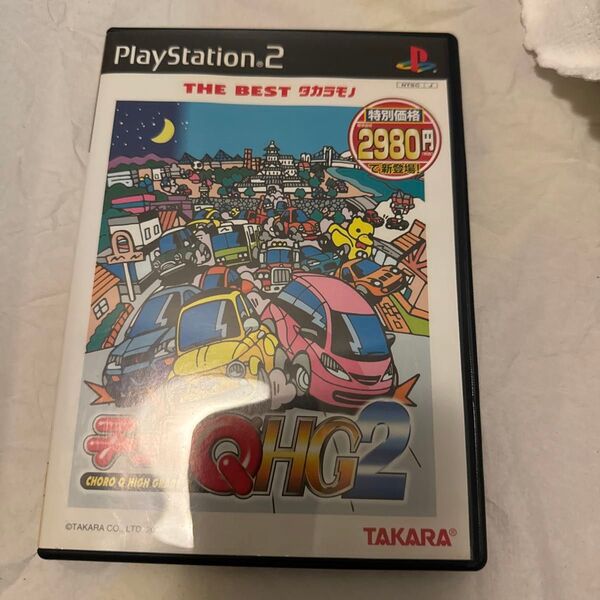 PlayStation®2
NTSC J
THE BEST タカラモノ
特別価格
2980円
で新登場!
QHG2
CHORO Q HIGH
©TAKARA CO., LTD.
TAKARA®